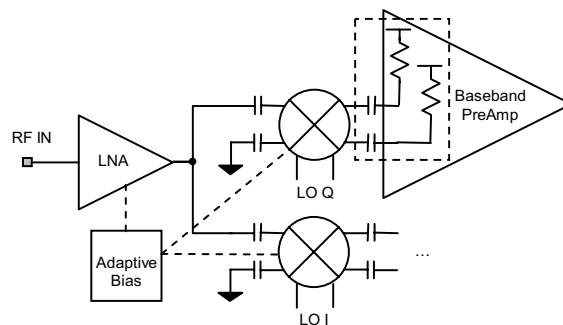 Baseband
PreAmp
RF IN
LNA
LO Q
Adaptive
Bias
...
LO I